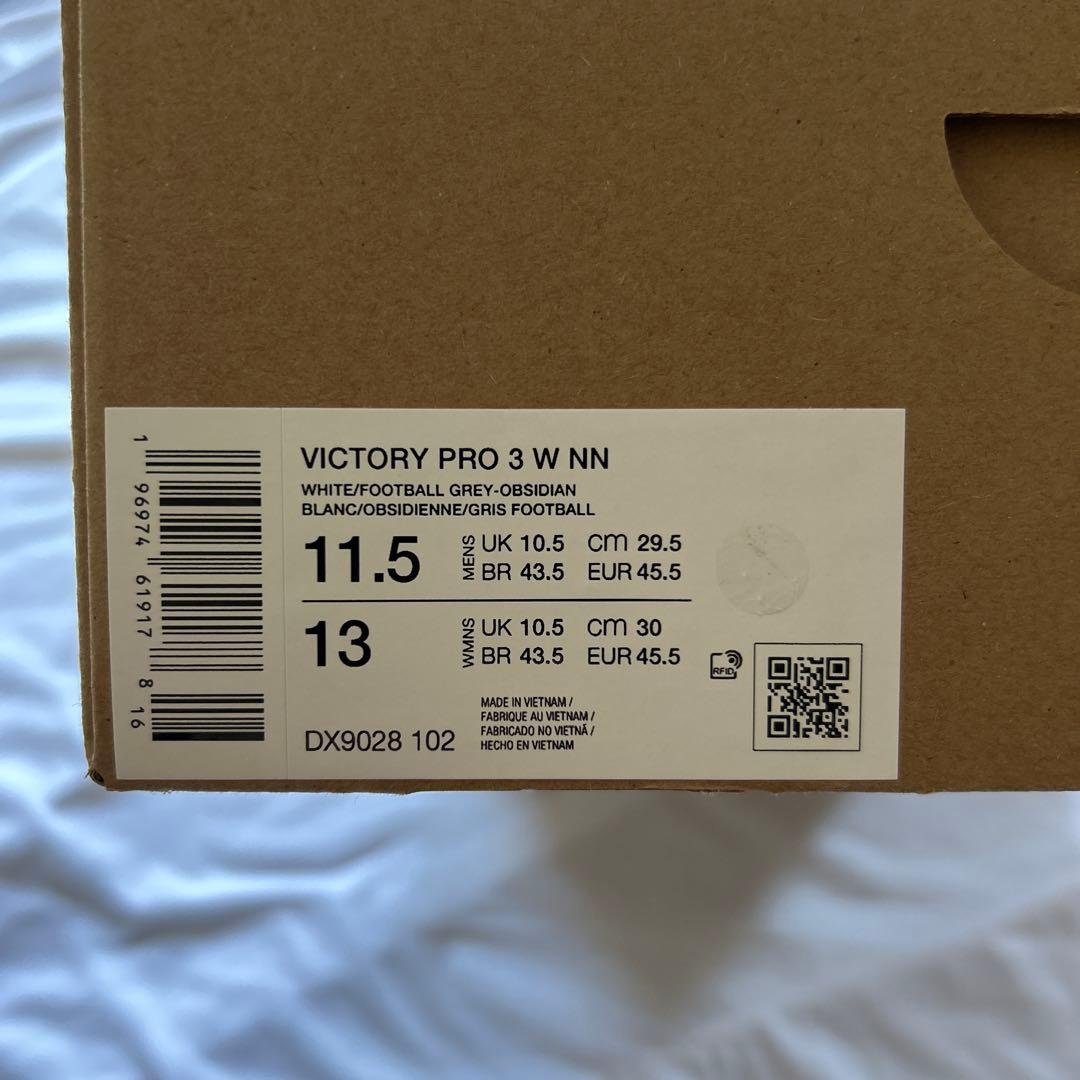 VICTORY PRO 3 W NN
WHITE/FOOTBALL GREY-OBSIDIAN
BLANC/OBSIDIENNE/GRIS FOOTBALL
11.5
MENS
UK 10.5 CM 29.5
BR 43.5 EUR 45.5
13
WMNS
UK 10.5 CM 30
BR 43.5 EUR 45.5
RFID
DX9028 102
MADE IN VIETNAM /
FABRIQUE AU VIETNAM /
FABRICADO NO VIETNÃ /
HECHO EN VIETNAM
1 96974 61917 8 16